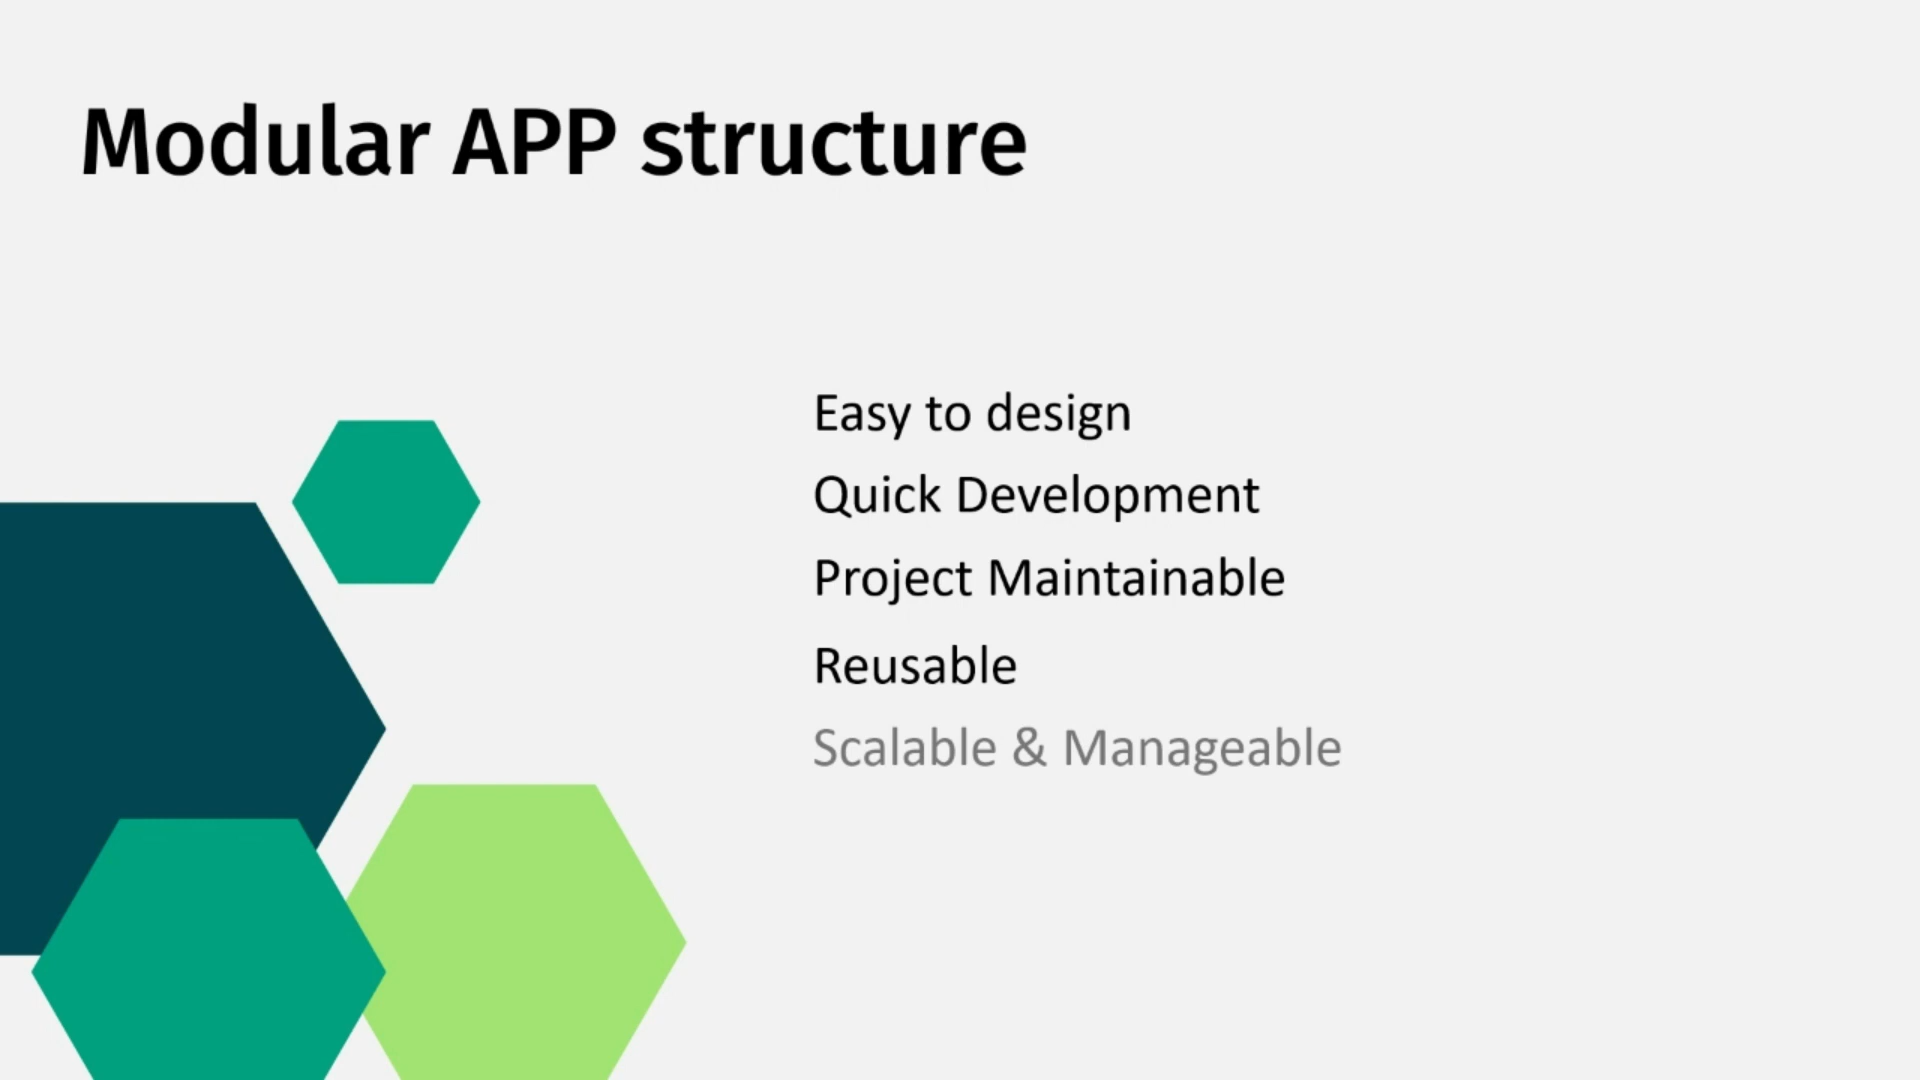 Modular APP structure
Easy to design
Quick Development
Project Maintainable
Reusable
Scalable & Manageable